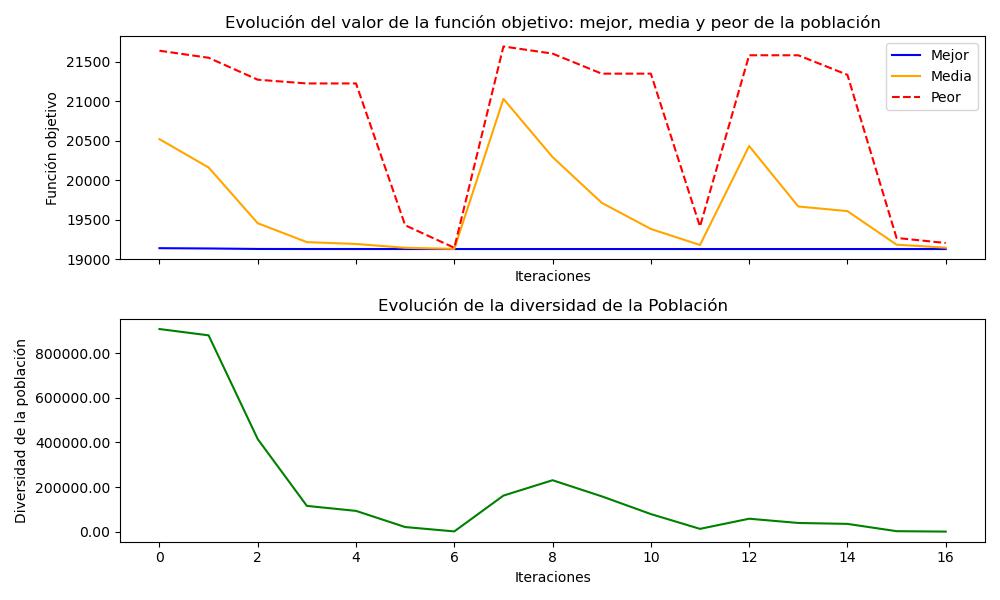 Evolución del valor de la función objetivo: mejor, media y peor de la población
Función objetivo
21500
21000
20500
20000
19500
19000
Mejor
Media
Peor
Iteraciones
Evolución de la diversidad de la Población
Diversidad de la población
800000.00
600000.00
400000.00
200000.00
0.00
0 2 4 6 8 10 12 14 16
Iteraciones